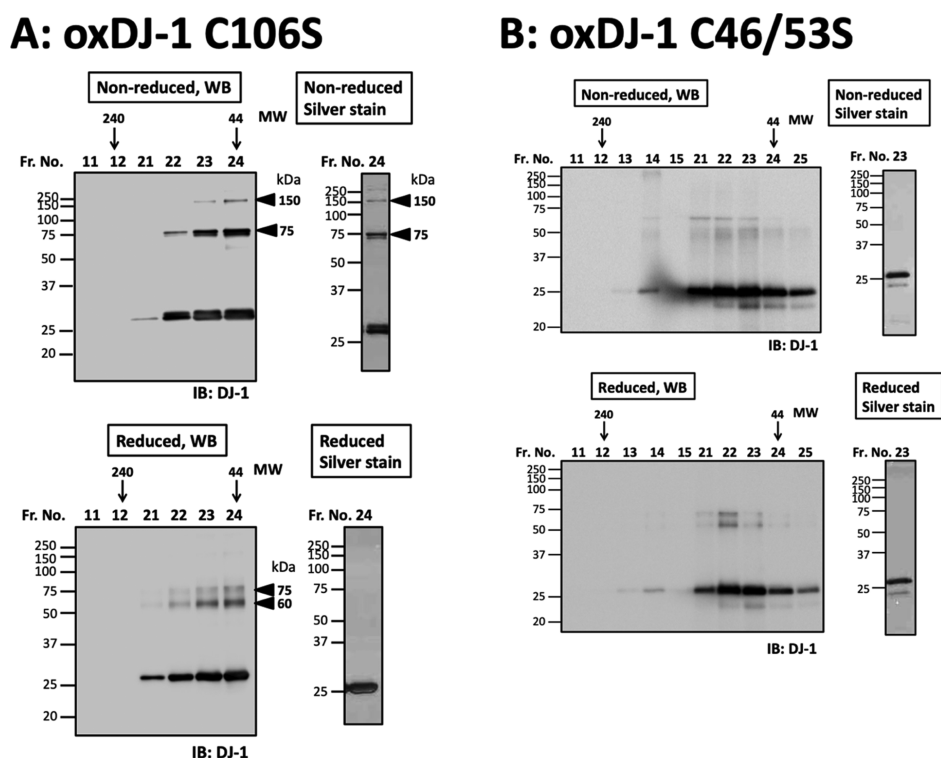 A: oxDJ-1 C106S
Non-reduced, WB
240
44 MW
Fr. No. 11 12 21 22 23 24
kDa
250
150
100
75
50
37
25
20
150
75
IB: DJ-1
Non-reduced
Silver stain
Fr. No. 24
kDa
250
150
100
75
50
37
25
150
75
Reduced, WB
240
44 MW
Fr. No. 11 12 21 22 23 24
kDa
250
150
100
75
50
37
25
20
75
60
IB: DJ-1
Reduced
Silver stain
Fr. No. 24
250
150
100
75
50
37
25
B: oxDJ-1 C46/53S
Non-reduced, WB
240
44 MW
Fr. No. 11 12 13 14 15 21 22 23 24 25
250
150
100
75
50
37
25
20
IB: DJ-1
Non-reduced
Silver stain
Fr. No. 23
250
150
100
75
50
37
25
Reduced, WB
240
44 MW
Fr. No. 11 12 13 14 15 21 22 23 24 25
250
150
100
75
50
37
25
20
IB: DJ-1
Reduced
Silver stain
Fr. No. 23
250
150
100
75
50
37
25